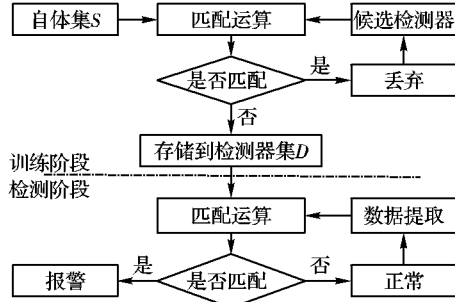 自体集S
匹配运算
候选检测器
是否匹配
是
丢弃
否
存储到检测器集D
训练阶段
检测阶段
匹配运算
数据提取
报警
是
是否匹配
否
正常